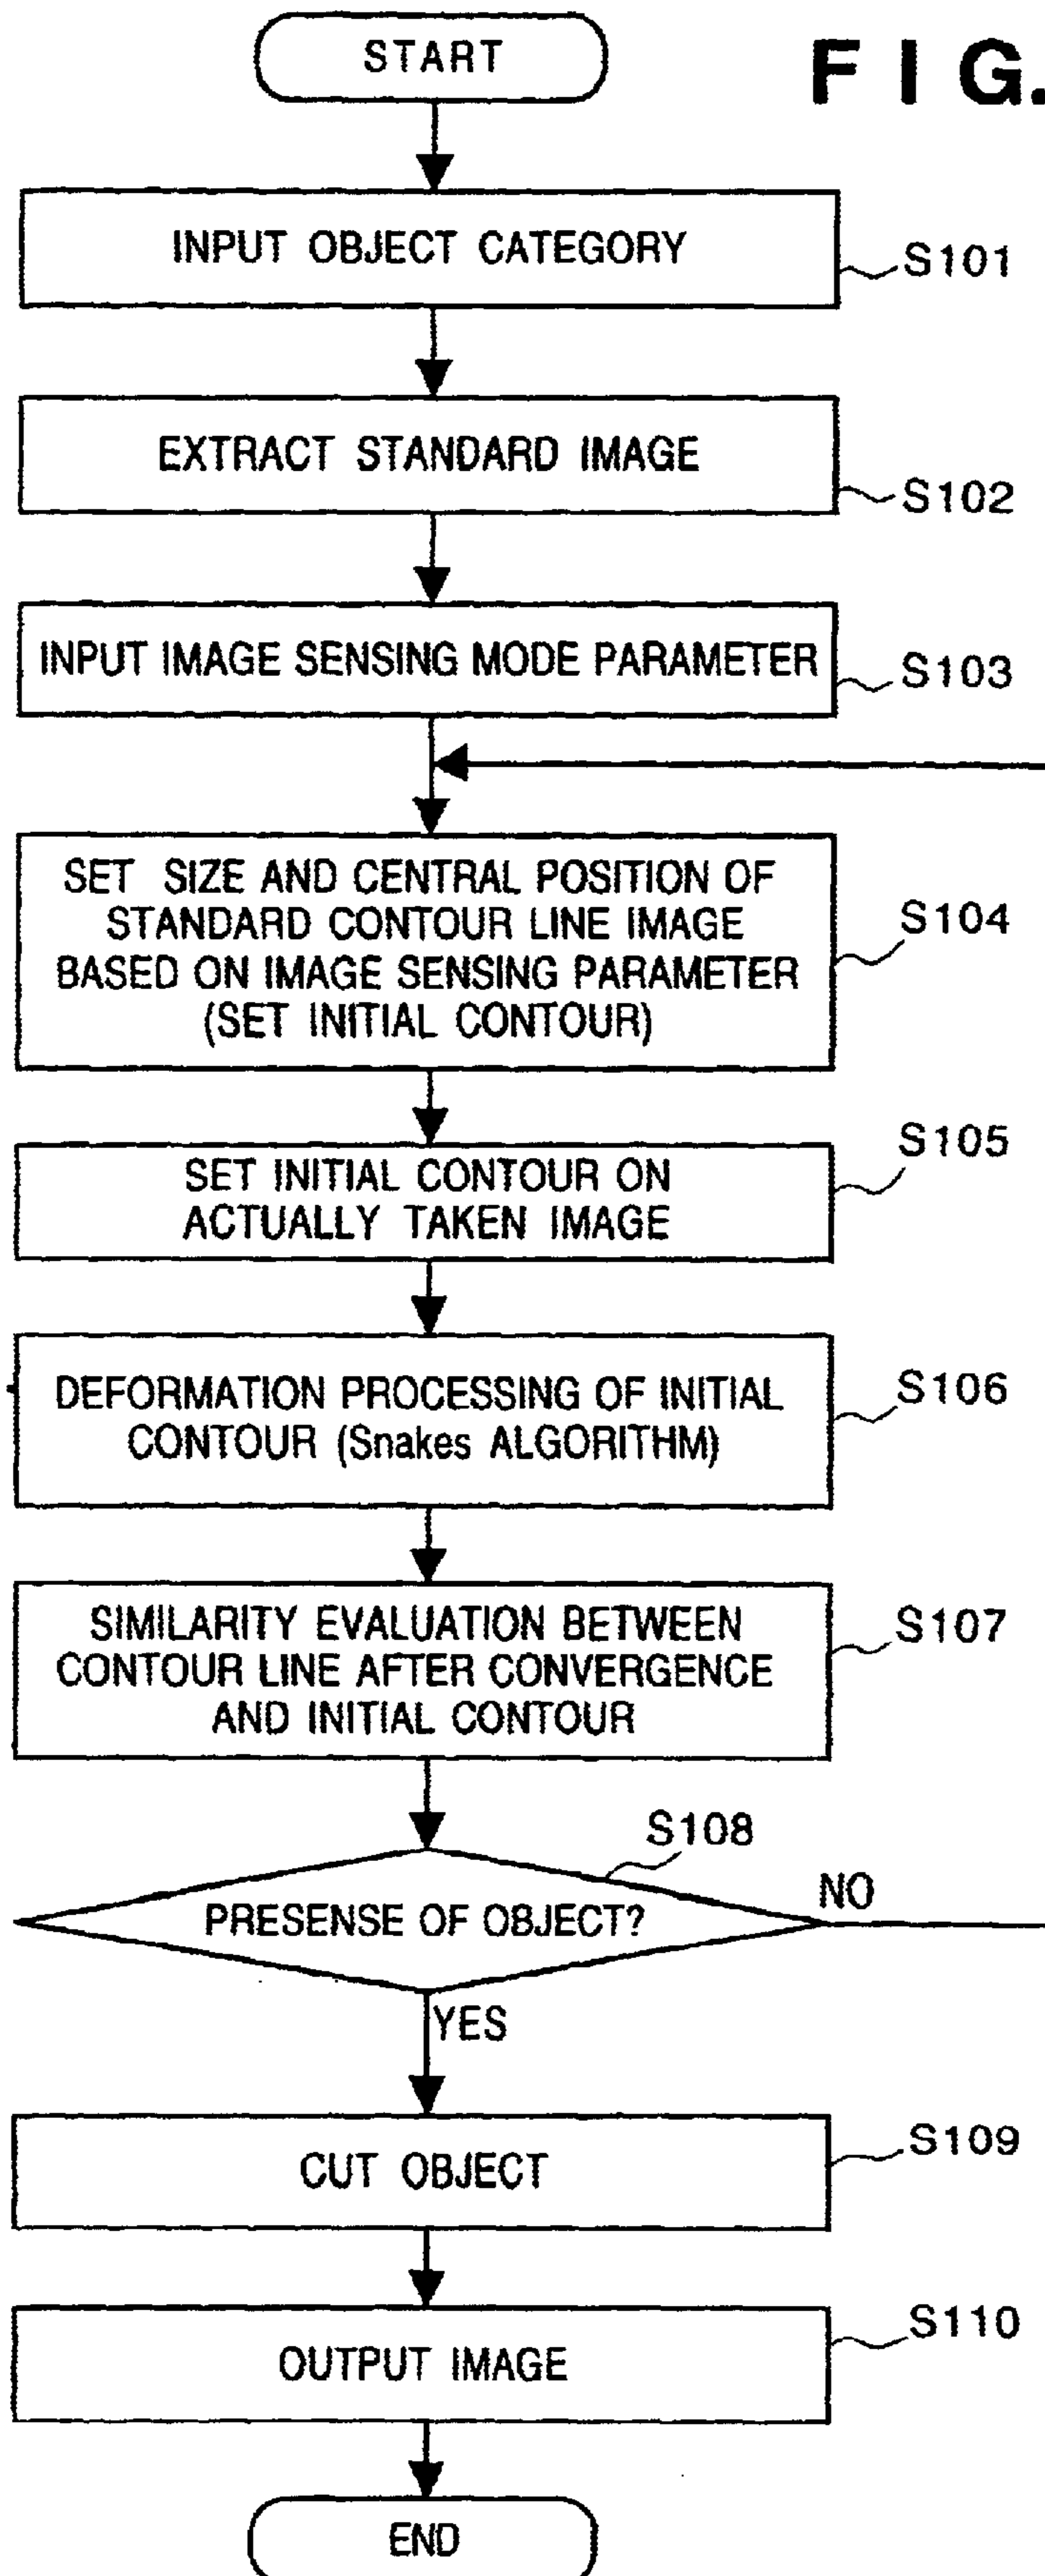 START
FIG.
INPUT OBJECT CATEGORY
S101
EXTRACT STANDARD IMAGE
S102
INPUT IMAGE SENSING MODE PARAMETER
S103
SET SIZE AND CENTRAL POSITION OF
STANDARD CONTOUR LINE IMAGE
BASED ON IMAGE SENSING PARAMETER
(SET INITIAL CONTOUR)
S104
SET INITIAL CONTOUR ON
ACTUALLY TAKEN IMAGE
S105
DEFORMATION PROCESSING OF INITIAL
CONTOUR (Snakes ALGORITHM)
S106
SIMILARITY EVALUATION BETWEEN
CONTOUR LINE AFTER CONVERGENCE
AND INITIAL CONTOUR
S107
S108
PRESENSE OF OBJECT?
NO
YES
CUT OBJECT
S109
OUTPUT IMAGE
S110
END